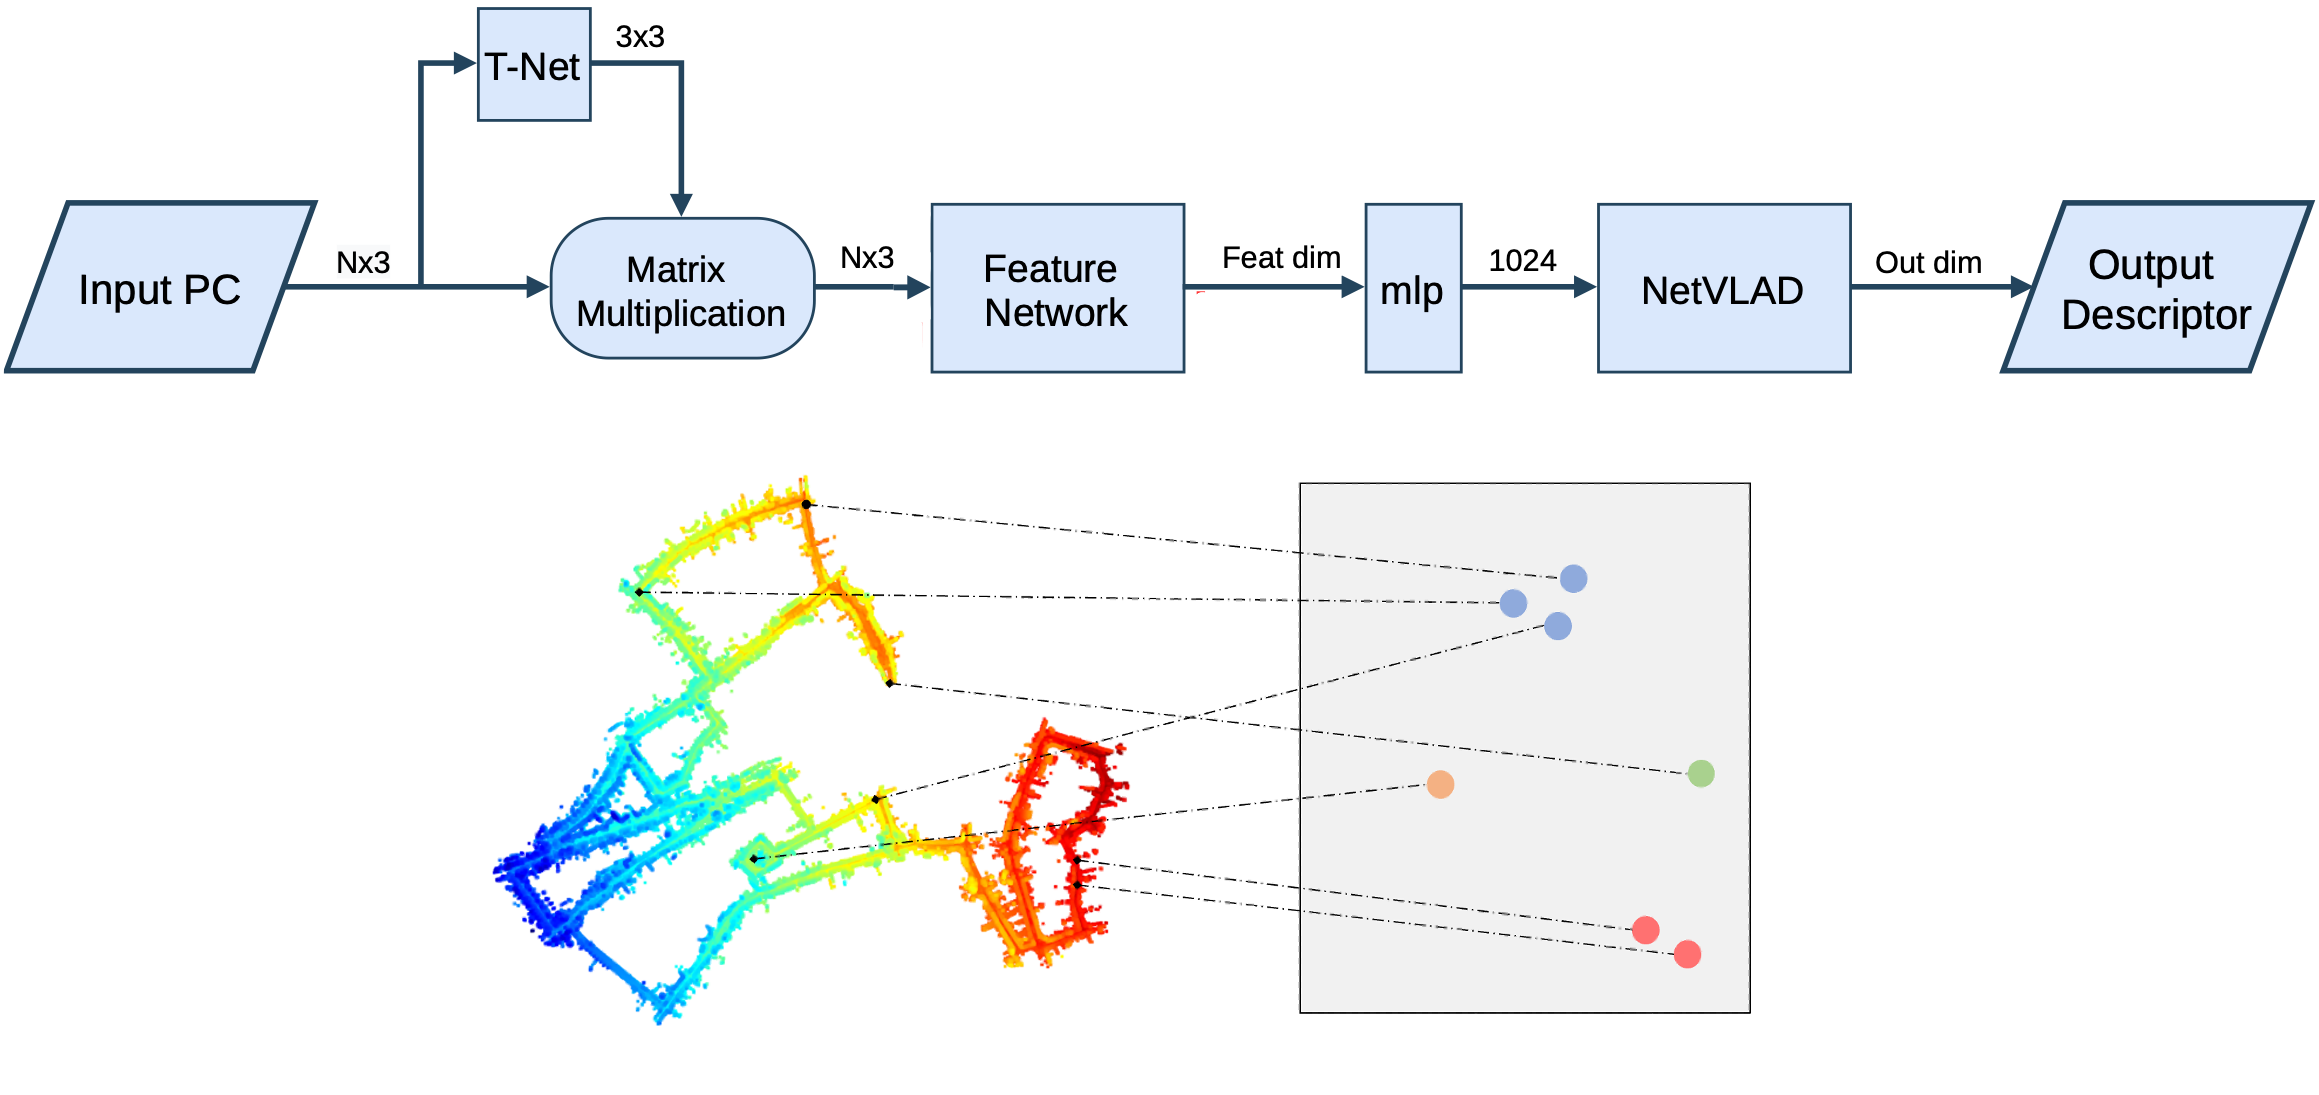 T-Net
3x3
Input PC
Nx3
Matrix
Multiplication
Nx3
Feature
Network
Feat dim
mlp
1024
NetVLAD
Out dim
Output
Descriptor